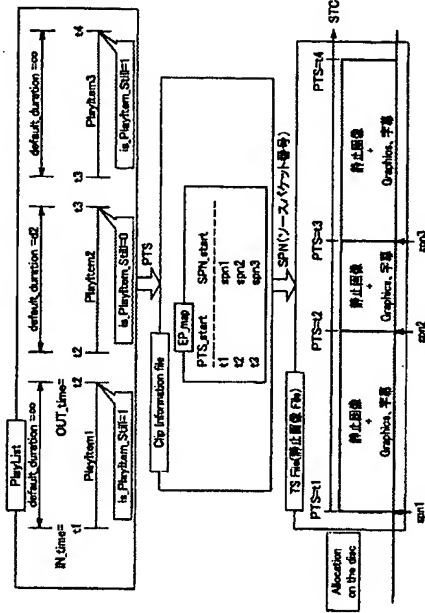 PlayList
default_duration =∞
default_duration =d2
default_duration =∞
IN_time=
OUT_time=
t1
t2
t2
t3
t3
t4
PlayItem1
PlayItem2
PlayItem3
is_PlayItem_Still=1
is_PlayItem_Still=0
is_PlayItem_Still=1
PTS
Clip Information file
EP_map
PTS_start SPN_start
t1 spn1
t2 spn2
t3 spn3
SPN(ソースパケット番号)
TS File(静止画像 File)
PTS=t1
PTS=t2
PTS=t3
PTS=t4
STC
静止画像
+
Graphics、字幕
静止画像
+
Graphics、字幕
静止画像
+
Graphics、字幕
Allocation
on the disc
spn1
spn2
spn3